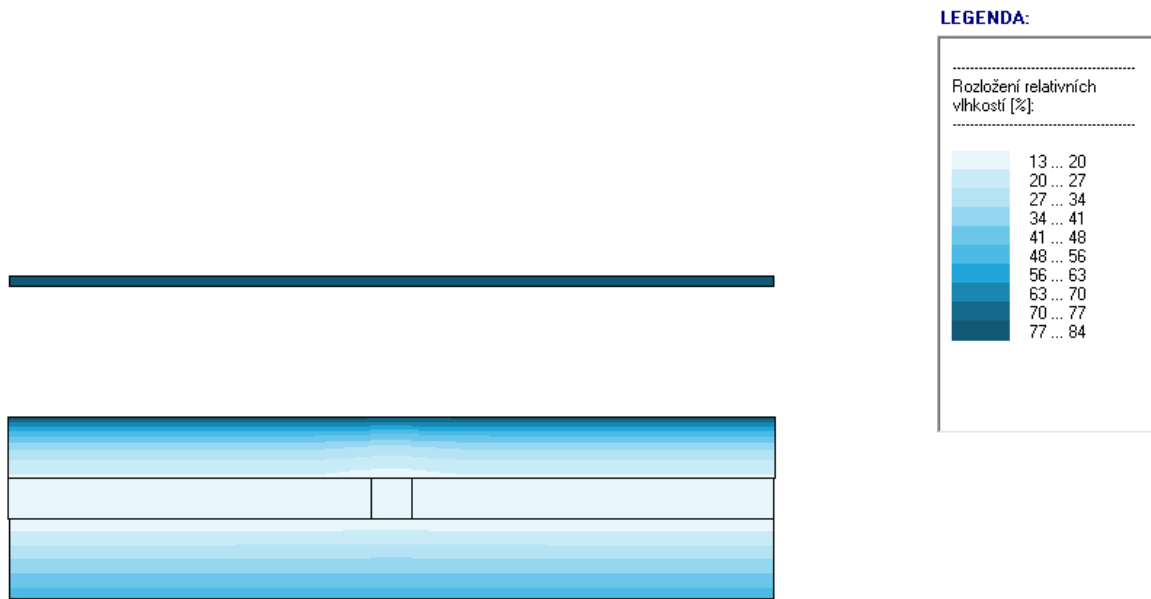 LEGENDA:
----------------------------------------
Rozložení relativních
vlhkostí [%]:
----------------------------------------
13 ... 20
20 ... 27
27 ... 34
34 ... 41
41 ... 48
48 ... 56
56 ... 63
63 ... 70
70 ... 77
77 ... 84